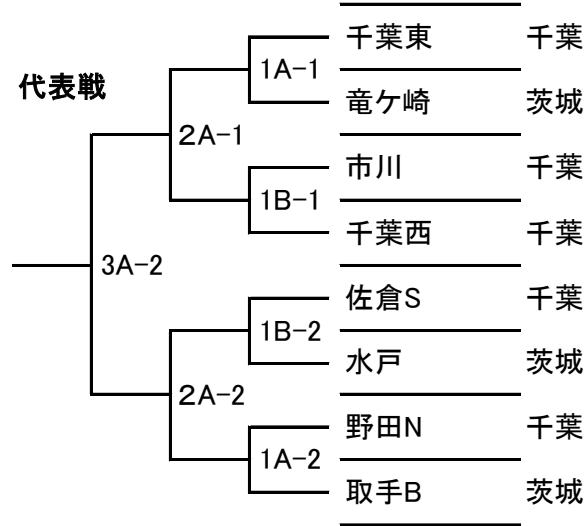 千葉東 千葉
1A-1
代表戦
竜ケ崎 茨城
2A-1
市川 千葉
1B-1
千葉西 千葉
3A-2
佐倉S 千葉
1B-2
水戸 茨城
2A-2
野田N 千葉
1A-2
取手B 茨城